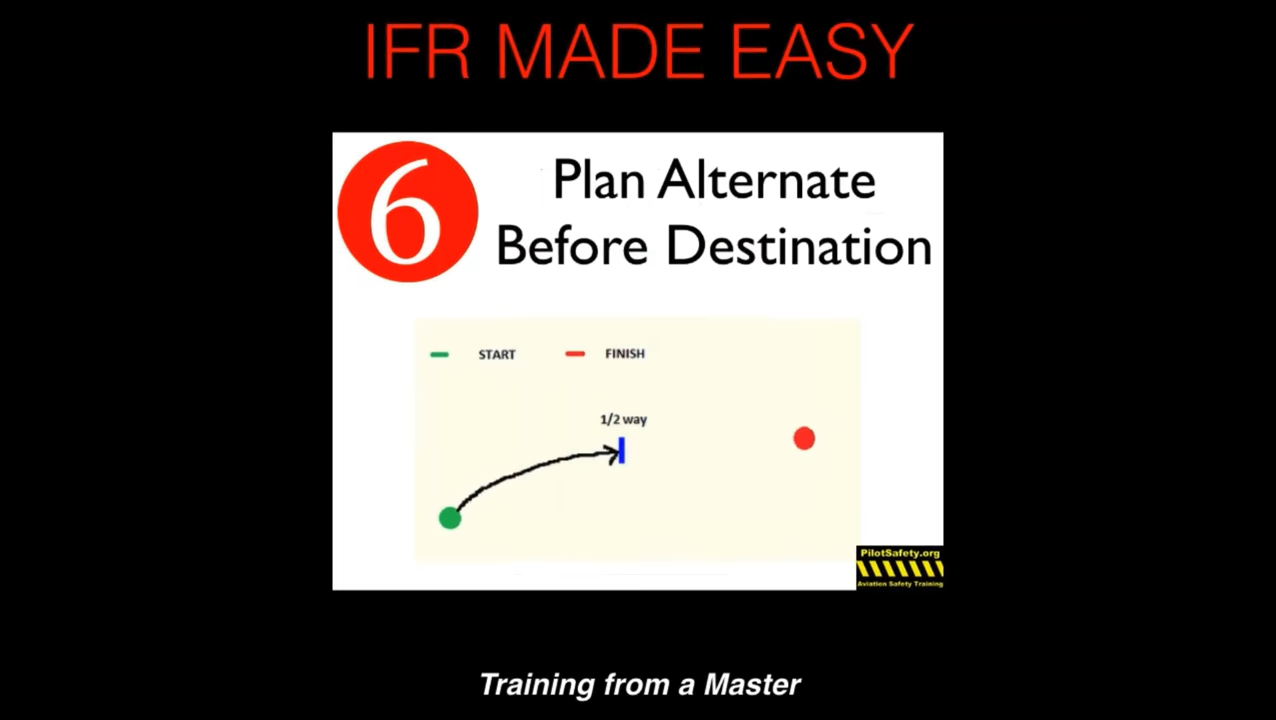 IFR MADE EASY
6
Plan Alternate
Before Destination
START FINISH
1/2 way
PilotSafety.org
Aviation Safety Training
Training from a Master